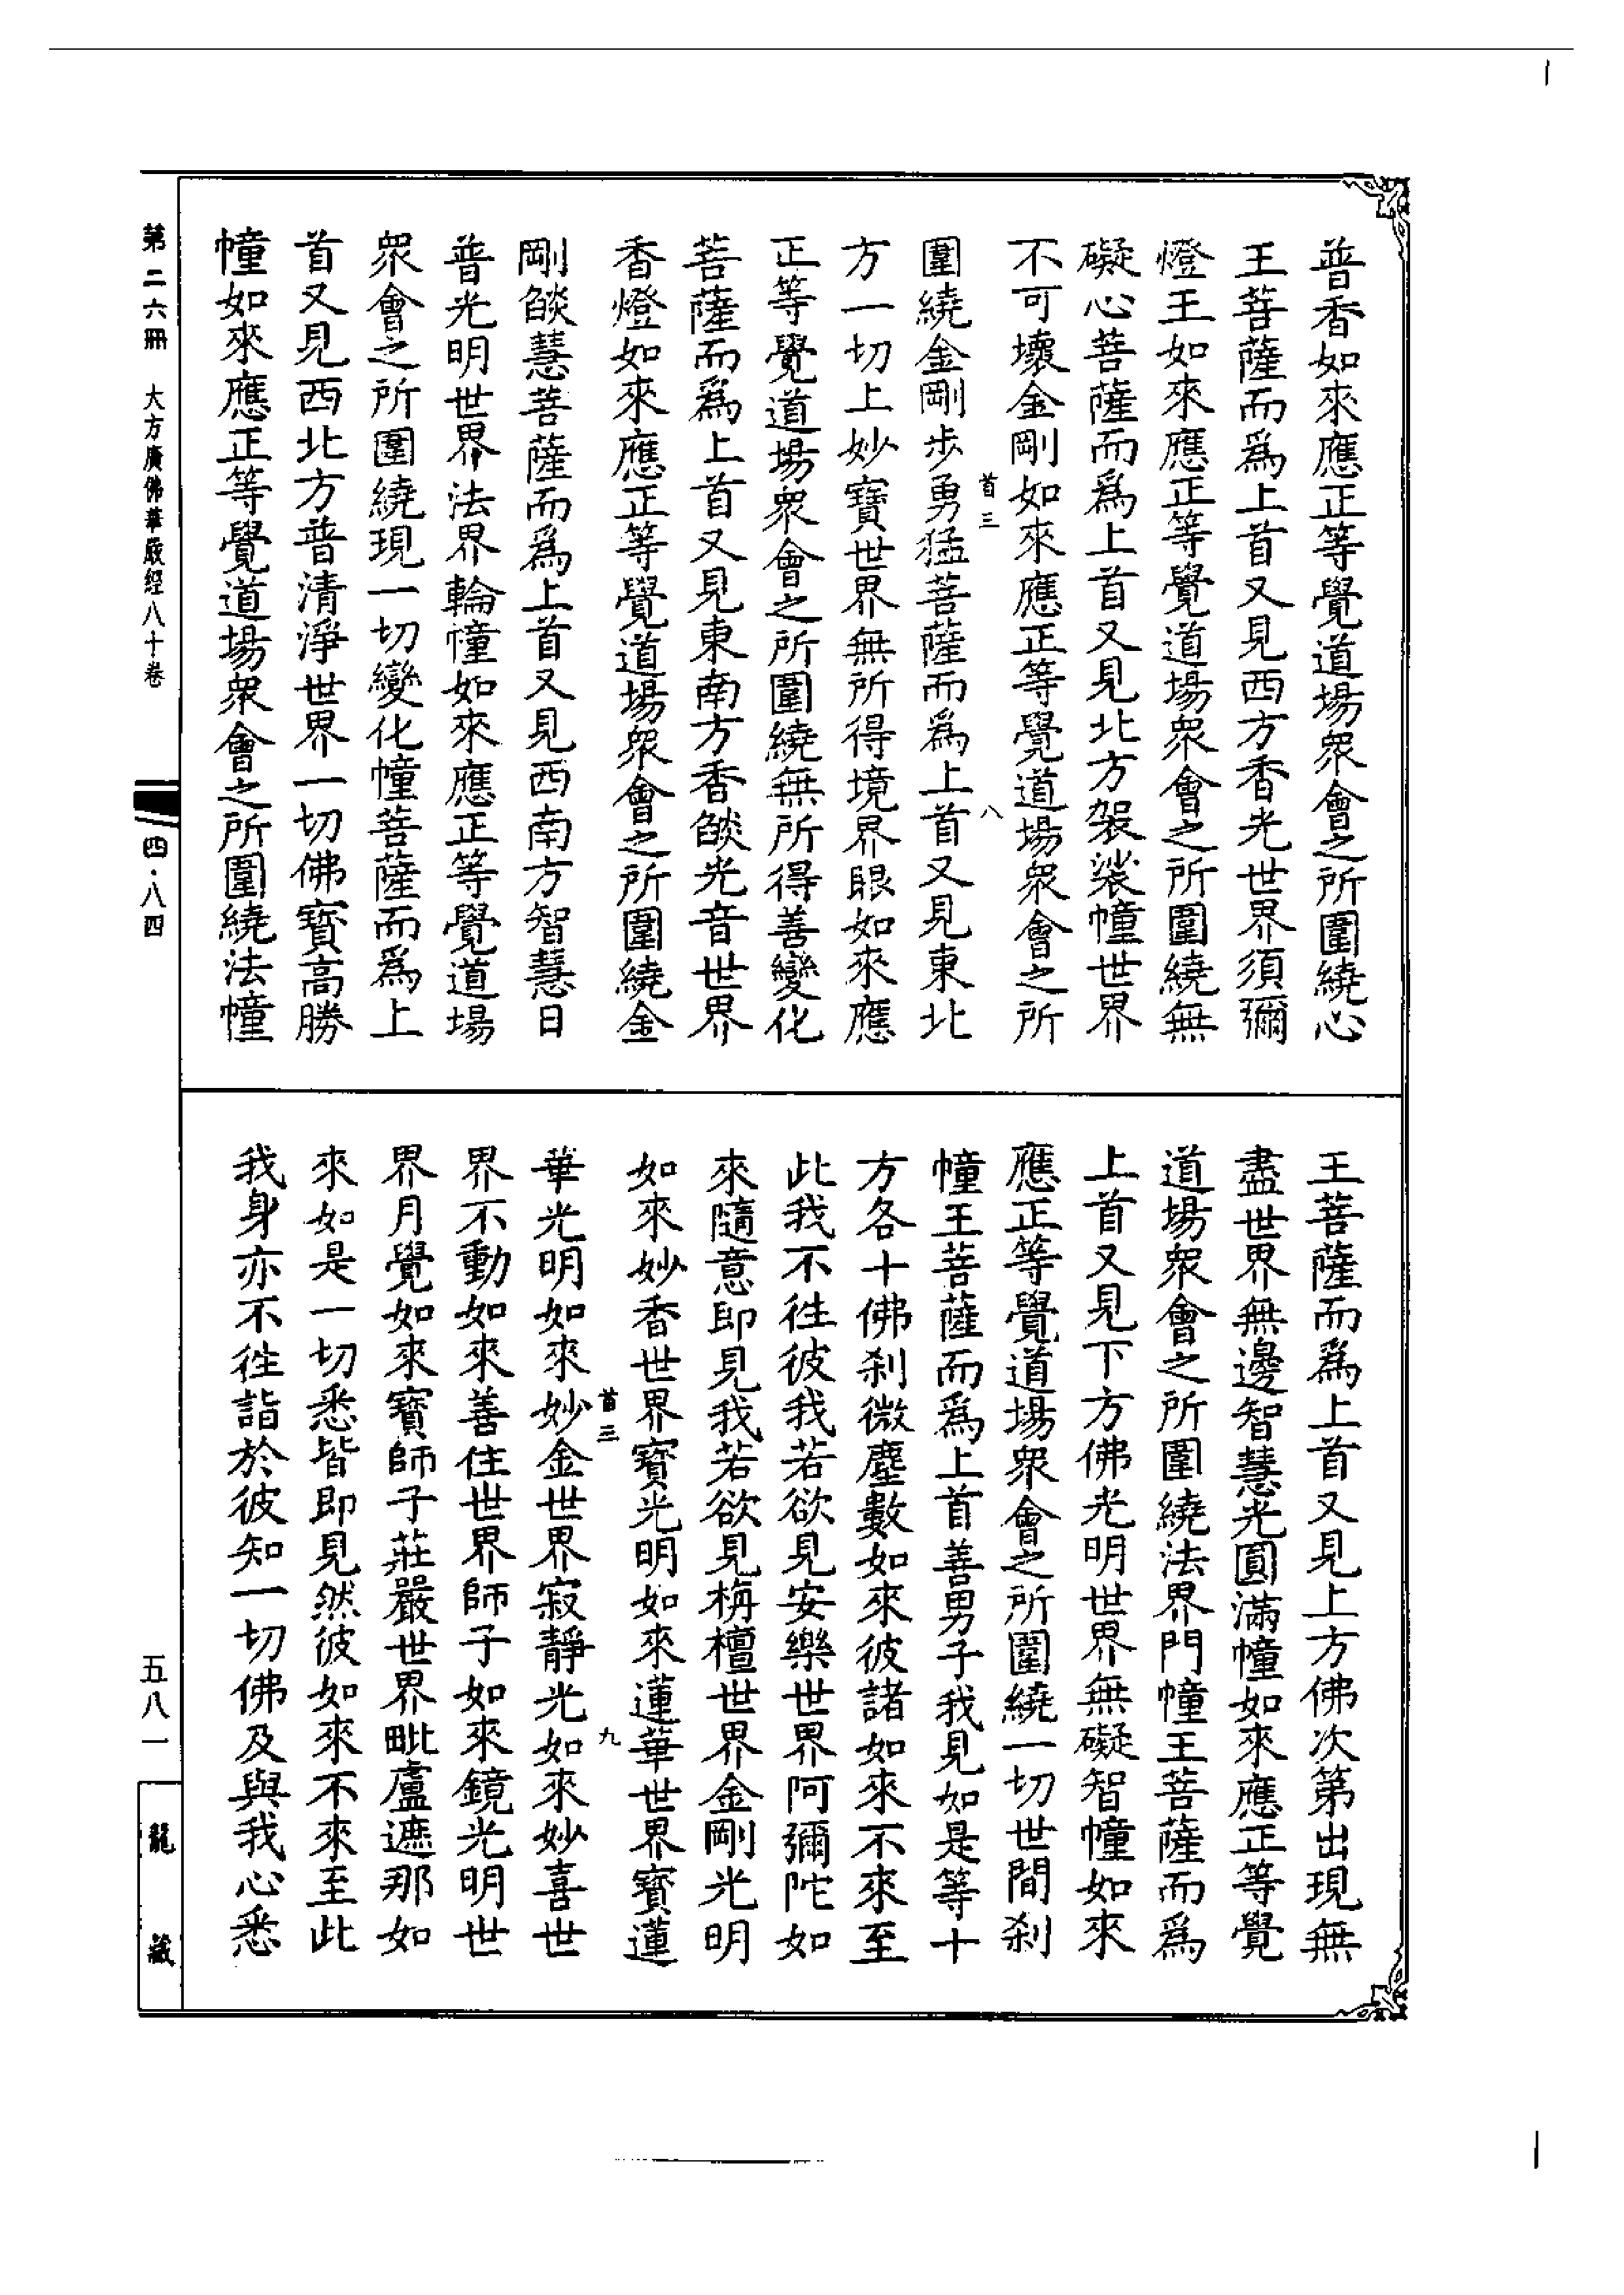 普香如來應正等覺道場眾會之所圍繞心
王菩薩而爲上首又見西方香光世界須彌
燈王如來應正等覺道場眾會之所圍繞無
礙心菩薩而爲上首又見北方袈裟幢世界
不可壞金剛如來應正等覺道場眾會之所
首三 八
圍繞金剛步勇猛菩薩而爲上首又見東北
方一切上妙寶世界無所得境界眼如來應
正等覺道場眾會之所圍繞無所得善變化
菩薩而爲上首又見東南方香燄光音世界
香燈如來應正等覺道場眾會之所圍繞金
剛燄慧菩薩而爲上首又見西南方智慧日
普光明世界法界輪幢如來應正等覺道場
眾會之所圍繞現一切變化幢菩薩而爲上
首又見西北方普清淨世界一切佛寶高勝
幢如來應正等覺道場眾會之所圍繞法幢
王菩薩而爲上首又見上方佛次第出現無
盡世界無邊智慧光圓滿幢如來應正等覺
道場眾會之所圍繞法界門幢王菩薩而爲
上首又見下方佛光明世界無礙智幢如來
應正等覺道場眾會之所圍繞一切世間剎
幢王菩薩而爲上首善男子我見如是等十
方各十佛剎微塵數如來彼諸如來不來至
此我不往彼我若欲見安樂世界阿彌陀如
來隨意即見我若欲見栴檀世界金剛光明
如來妙香世界寶光明如來蓮華世界寶蓮
首三 九
華光明如來妙金世界寂靜光如來妙喜世
界不動如來善住世界師子如來鏡光明世
界月覺如來寶師子莊嚴世界毗盧遮那如
來如是一切悉皆即見然彼如來不來至此
我身亦不往詣於彼知一切佛及與我心悉
第二六冊 大方廣佛華嚴經八十卷
四·八四
五八一
龍藏